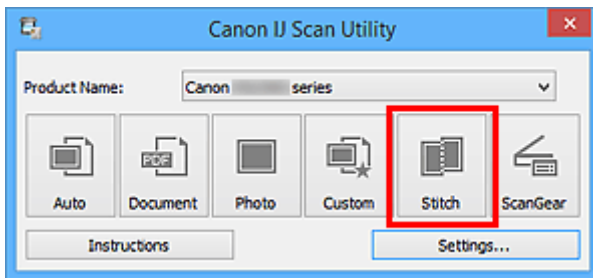 Canon IJ Scan Utility
Product Name: Canon series
PDF
Auto Document Photo Custom Stitch ScanGear
Instructions Settings...